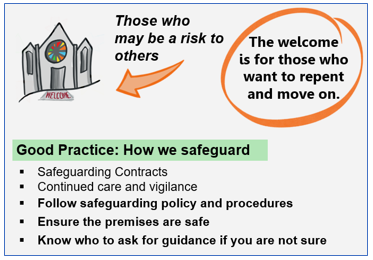 Those who
may be a risk to
others
The welcome
is for those who
want to repent
and move on.
WELCOME
Good Practice: How we safeguard
▪ Safeguarding Contracts
▪ Continued care and vigilance
▪ Follow safeguarding policy and procedures
▪ Ensure the premises are safe
▪ Know who to ask for guidance if you are not sure